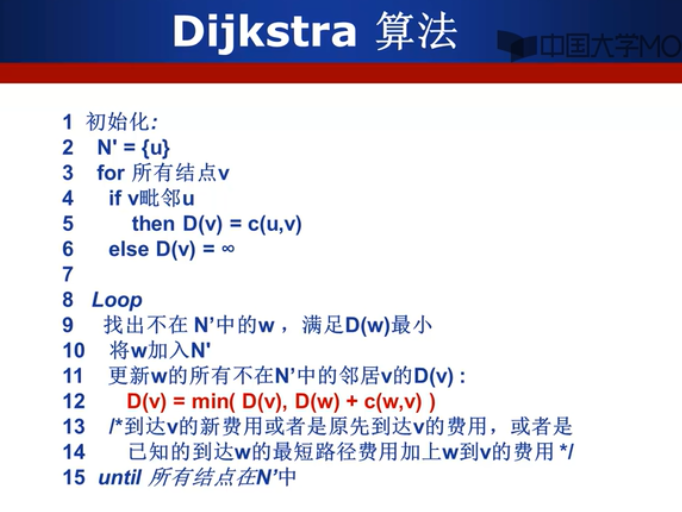 Dijkstra 算法
中国大学MO
1 初始化:
2 N' = {u}
3 for 所有结点v
4 if v毗邻u
5 then D(v) = c(u,v)
6 else D(v) = ∞
7
8 Loop
9 找出不在 N’中的w ，满足D(w)最小
10 将w加入N'
11 更新w的所有不在N’中的邻居v的D(v) :
12 D(v) = min( D(v), D(w) + c(w,v) )
13 /*到达v的新费用或者是原先到达v的费用，或者是
14 已知的到达w的最短路径费用加上w到v的费用 */
15 until 所有结点在N’中